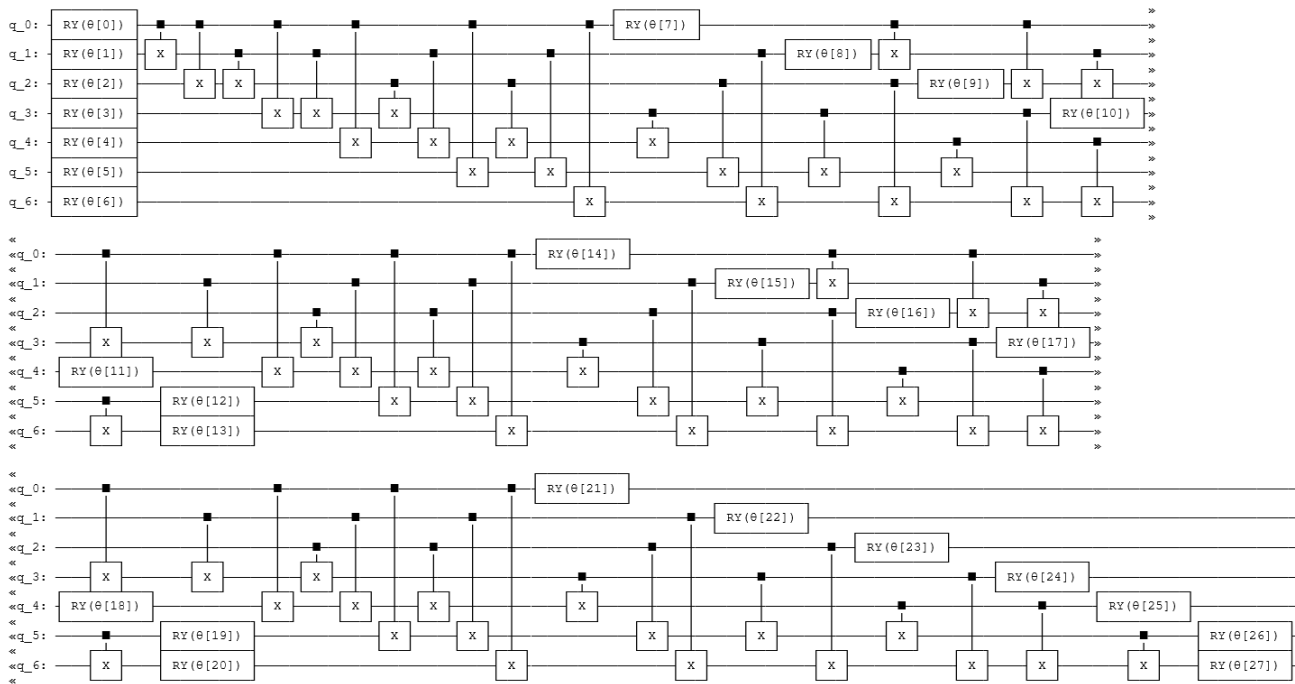 »
q_0: RY(θ[0]) RY(θ[7]) »
X »
q_1: RY(θ[1]) X RY(θ[8]) X »
»
q_2: RY(θ[2]) X X X RY(θ[9]) X X »
»
q_3: RY(θ[3]) X X X RY(θ[10]) »
»
q_4: RY(θ[4]) X X X X »
»
q_5: RY(θ[5]) X X X X X »
»
q_6: RY(θ[6]) X X X X X »
»
« »
«q_0: RY(θ[14]) »
« »
«q_1: RY(θ[15]) X »
« »
«q_2: RY(θ[16]) X X »
« »
«q_3: X X X RY(θ[17]) »
« »
«q_4: RY(θ[11]) X X X X »
« »
«q_5: RY(θ[12]) X X X X X »
« »
«q_6: X RY(θ[13]) X X X X X »
« »
«
«q_0: RY(θ[21])
«
«q_1: RY(θ[22])
«
«q_2: RY(θ[23])
«
«q_3: X X X RY(θ[24])
«
«q_4: RY(θ[18]) X X X X RY(θ[25])
«
«q_5: RY(θ[19]) X X X X X RY(θ[26])
«
«q_6: X RY(θ[20]) X X X X X X RY(θ[27])
«